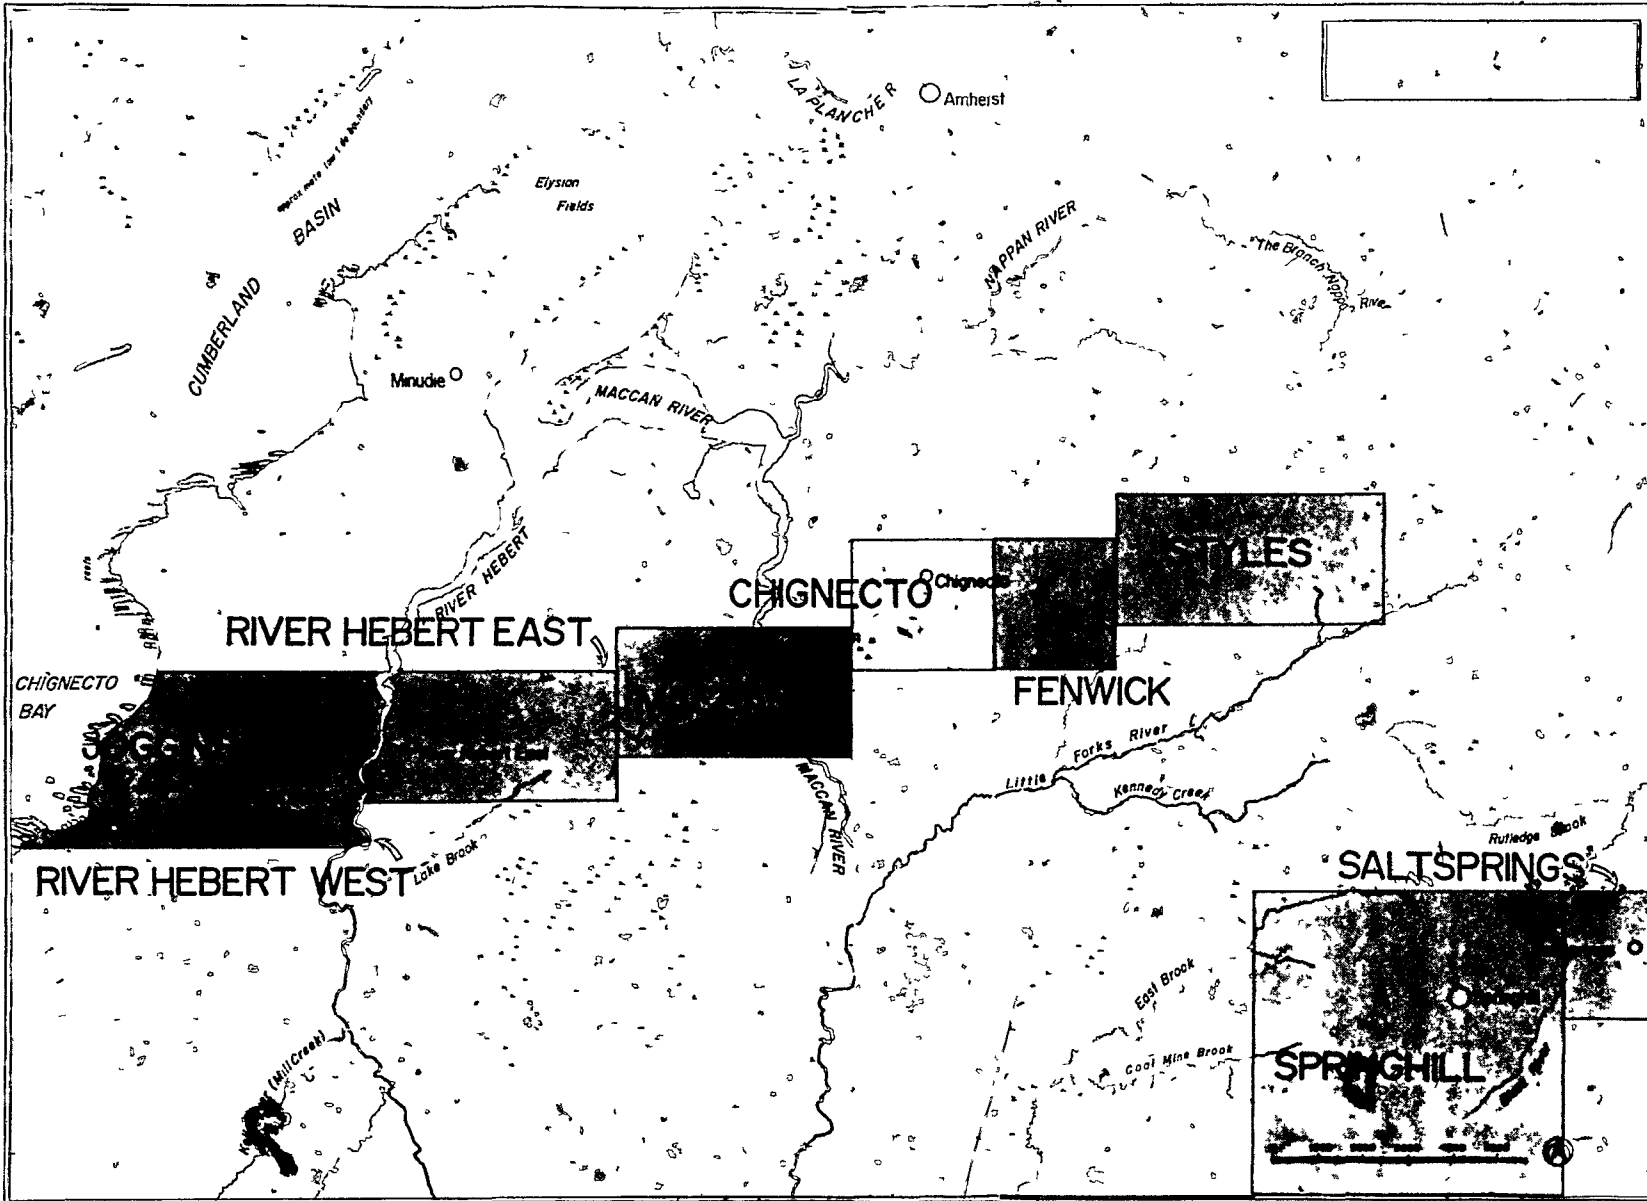 LA PLANCHE R
Amherst
Elysian
Fields
BASIN
CUMBERLAND
NAPPAN RIVER
The Branch Nappa
Rive
Minudie
MACCAN RIVER
RIVER HEBERT
STYLES
CHIGNECTO
Chignecto
RIVER HEBERT EAST
reefs
CHIGNECTO
BAY
FENWICK
Little Forks River
Kennedy Creek
MACCAN RIVER
Rutledge Brook
SALTSPRINGS
RIVER HEBERT WEST
Lake Brook
East Brook
Coal Mine Brook
SPRINGHILL
(Mill Creek)